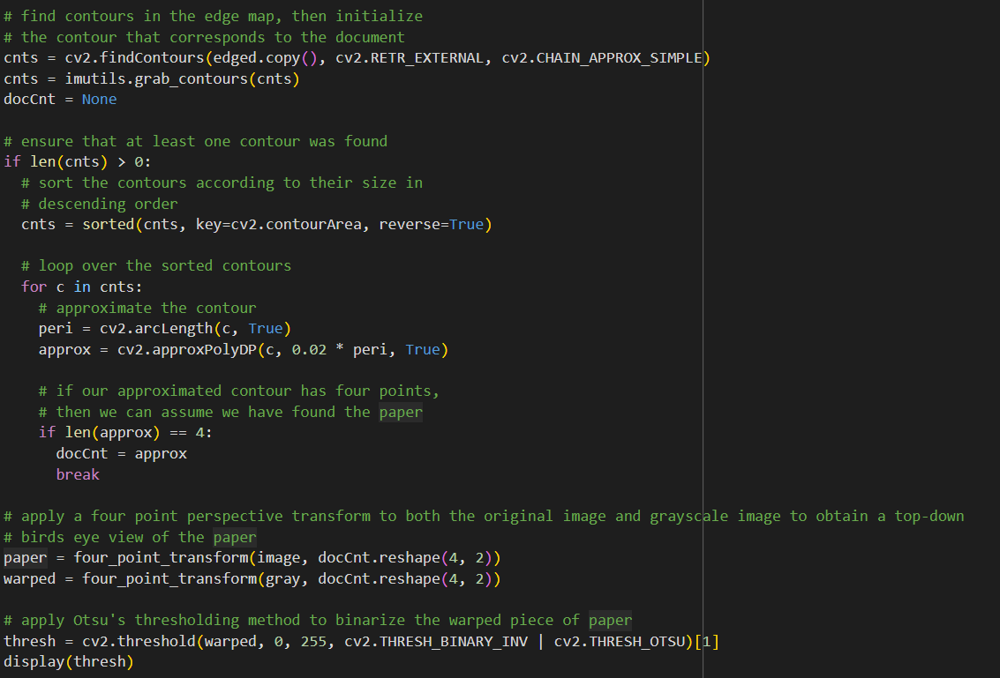 # find contours in the edge map, then initialize
# the contour that corresponds to the document
cnts = cv2.findContours(edged.copy(), cv2.RETR_EXTERNAL, cv2.CHAIN_APPROX_SIMPLE)
cnts = imutils.grab_contours(cnts)
docCnt = None

# ensure that at least one contour was found
if len(cnts) > 0:
  # sort the contours according to their size in
  # descending order
  cnts = sorted(cnts, key=cv2.contourArea, reverse=True)

  # loop over the sorted contours
  for c in cnts:
    # approximate the contour
    peri = cv2.arcLength(c, True)
    approx = cv2.approxPolyDP(c, 0.02 * peri, True)

    # if our approximated contour has four points,
    # then we can assume we have found the paper
    if len(approx) == 4:
      docCnt = approx
      break

# apply a four point perspective transform to both the original image and grayscale image to obtain a top-down
# birds eye view of the paper
paper = four_point_transform(image, docCnt.reshape(4, 2))
warped = four_point_transform(gray, docCnt.reshape(4, 2))

# apply Otsu's thresholding method to binarize the warped piece of paper
thresh = cv2.threshold(warped, 0, 255, cv2.THRESH_BINARY_INV | cv2.THRESH_OTSU)[1]
display(thresh)